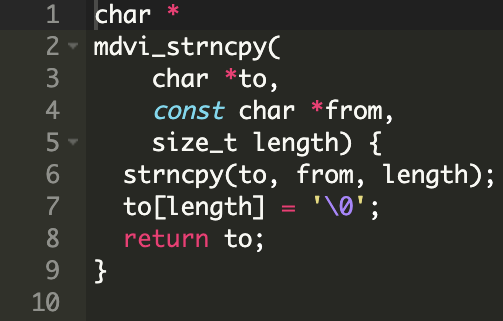 1 char *
2 mdvi_strncpy(
3     char *to,
4     const char *from,
5     size_t length) {
6   strncpy(to, from, length);
7   to[length] = '\0';
8   return to;
9 }
10